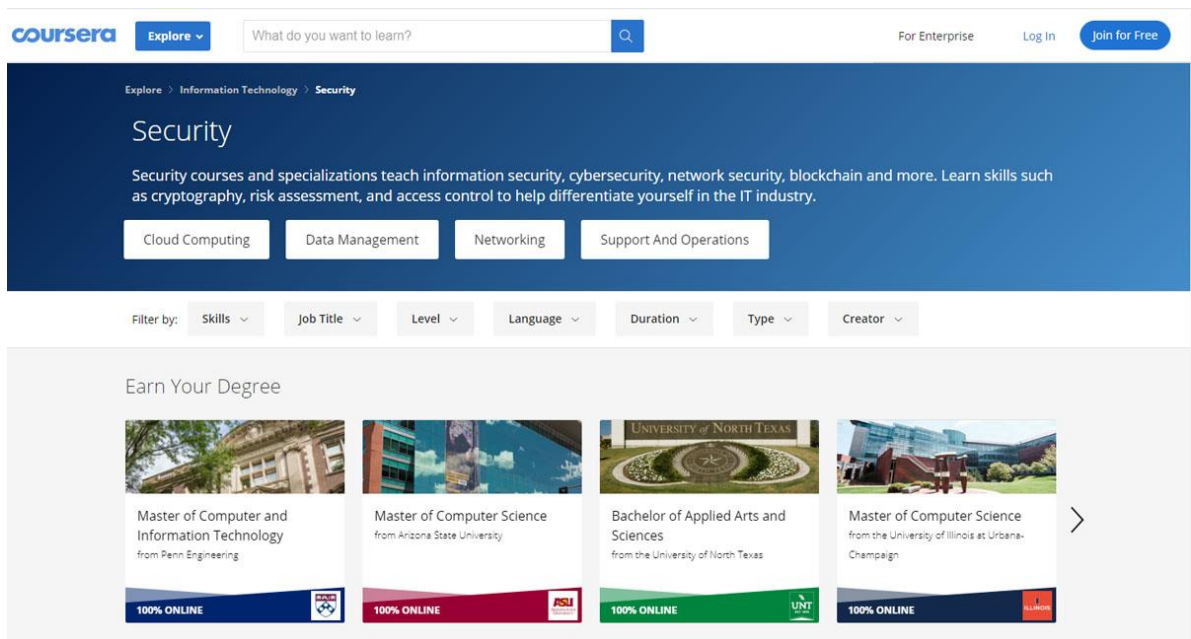 coursera
Explore
What do you want to learn?
For Enterprise
Log In
Join for Free
Explore > Information Technology > Security
Security
Security courses and specializations teach information security, cybersecurity, network security, blockchain and more. Learn skills such
as cryptography, risk assessment, and access control to help differentiate yourself in the IT industry.
Cloud Computing
Data Management
Networking
Support And Operations
Filter by:
Skills
Job Title
Level
Language
Duration
Type
Creator
Earn Your Degree
Master of Computer and
Information Technology
from Penn Engineering
100% ONLINE
Master of Computer Science
from Arizona State University
100% ONLINE
ASU
UNIVERSITY of NORTH TEXAS
Bachelor of Applied Arts and
Sciences
from the University of North Texas
100% ONLINE
UNT
Master of Computer Science
from the University of Illinois at Urbana-
Champaign
100% ONLINE
ILLINOIS